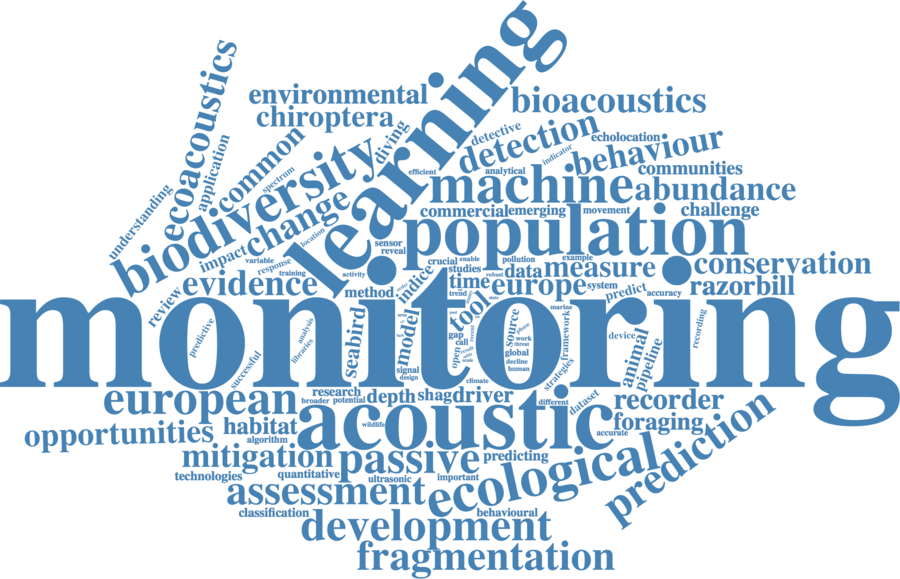 learning
ecoacoustics
environmental
bioacoustics
chiroptera
application
common
diving
detective
detection
echolocation
behaviour
indicator
understanding
biodiversity
spectrum
efficient
analytical
communities
machine
abundance
change
commercial
emerging
movement
challenge
location
population
impact
sensor
reveal
variable
response
training
activity
crucial
enable
pollution
example
studies
robust
data
measure
conservation
evidence
review
method
indice
time
trend
europe
system
predict
accuracy
razorbill
monitoring
tool
marine
predictive
analysis
libraries
successful
seabird
model
gap
call
open
source
work
threat
global
decline
human
framework
device
recording
animal
pipeline
signal
design
climate
strategies
european
research
broader
potential
depth
shag
driver
different
dataset
recorder
acoustic
wildlife
accurate
foraging
opportunities
habitat
algorithm
mitigation
passive
predicting
ecological
prediction
technologies
quantitative
ultrasonic
important
assessment
classification
behavioural
development
fragmentation